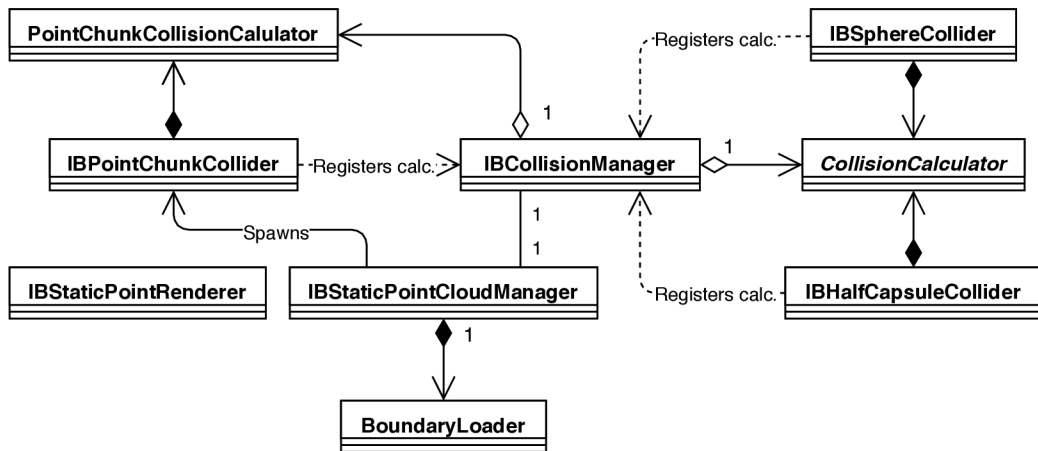 PointChunkCollisionCalulator
IBSphereCollider
Registers calc.
1
1
IBPointChunkCollider
Registers calc.
IBCollisionManager
CollisionCalculator
1
Spawns
1
IBStaticPointRenderer
IBStaticPointCloudManager
Registers calc.
IBHalfCapsuleCollider
1
BoundaryLoader